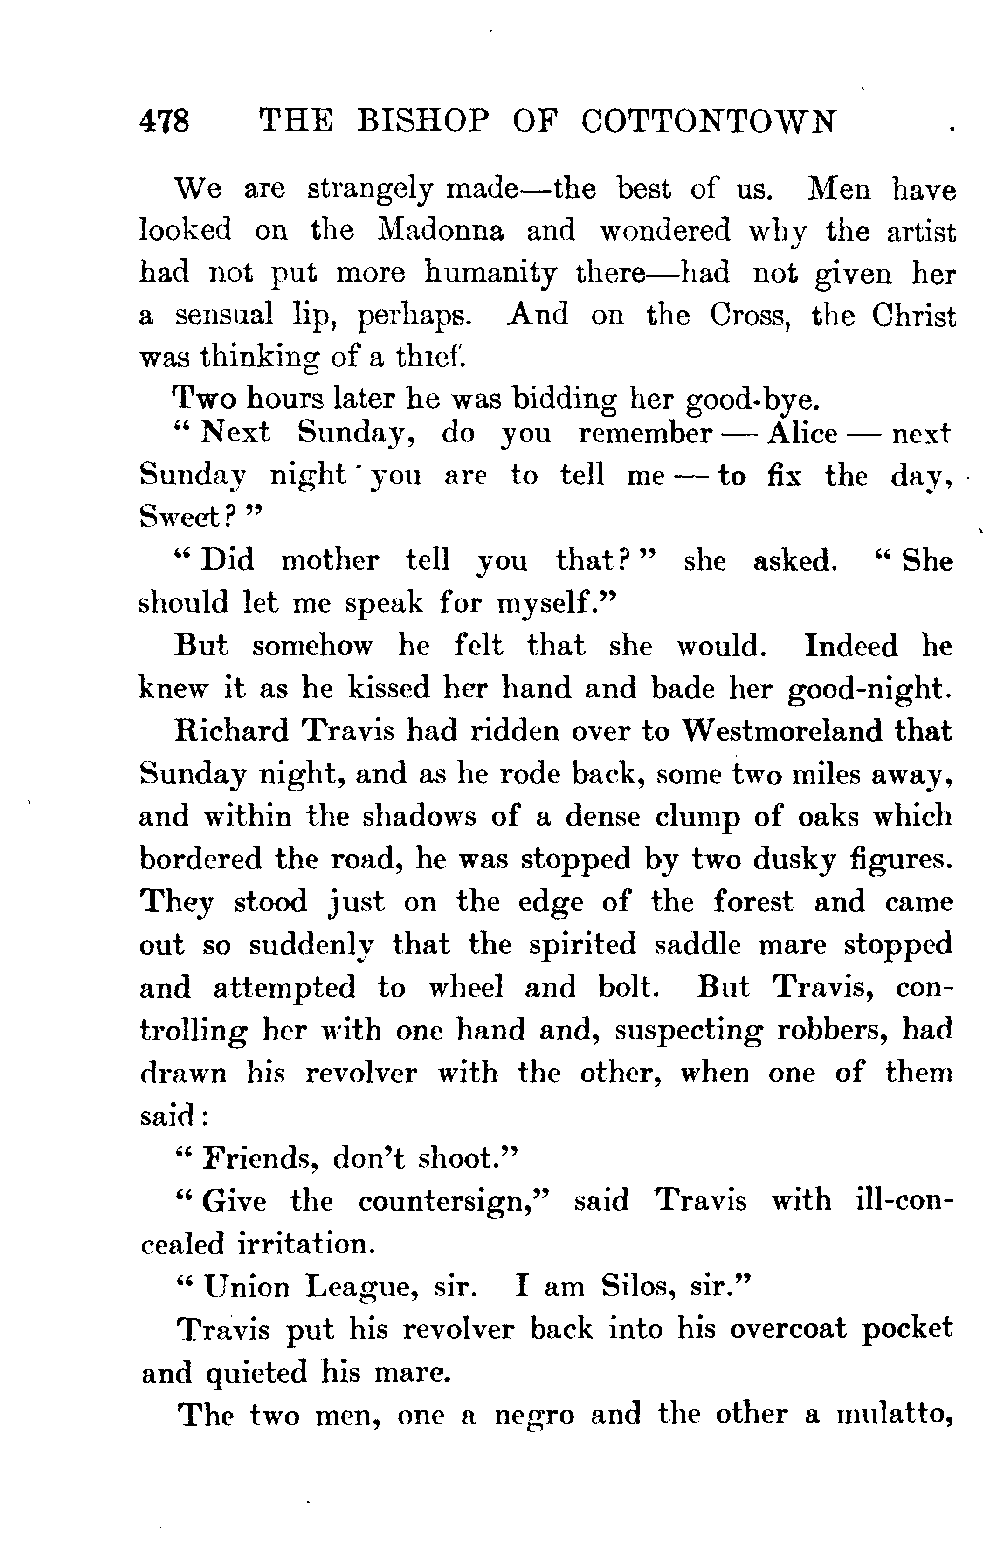 478 THE BISHOP OF COTTONTOWN
We are strangely made—the best of us. Men have
looked on the Madonna and wondered why the artist
had not put more humanity there—had not given her
a sensual lip, perhaps. And on the Cross, the Christ
was thinking of a thief.
Two hours later he was bidding her good-bye.
“ Next Sunday, do you remember — Alice — next
Sunday night you are to tell me — to fix the day,
Sweet? ”
“ Did mother tell you that? ” she asked. “ She
should let me speak for myself.”
But somehow he felt that she would. Indeed he
knew it as he kissed her hand and bade her good-night.
Richard Travis had ridden over to Westmoreland that
Sunday night, and as he rode back, some two miles away,
and within the shadows of a dense clump of oaks which
bordered the road, he was stopped by two dusky figures.
They stood just on the edge of the forest and came
out so suddenly that the spirited saddle mare stopped
and attempted to wheel and bolt. But Travis, con-
trolling her with one hand and, suspecting robbers, had
drawn his revolver with the other, when one of them
said :
“ Friends, don’t shoot.”
“ Give the countersign,” said Travis with ill-con-
cealed irritation.
“ Union League, sir. I am Silos, sir.”
Travis put his revolver back into his overcoat pocket
and quieted his mare.
The two men, one a negro and the other a mulatto,